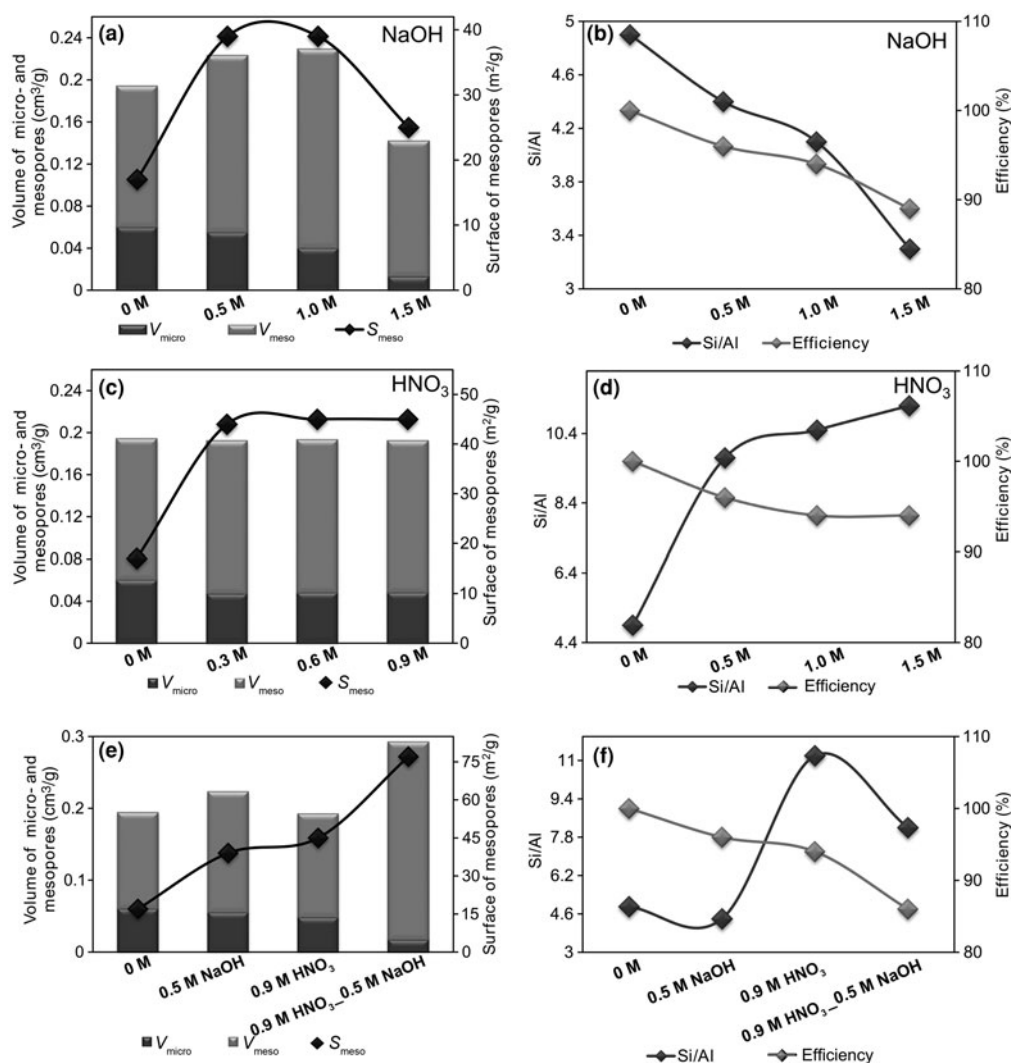 (a)
NaOH
Volume of micro- and
mesopores (cm³/g)
0.24
0.2
0.16
0.12
0.08
0.04
0
40
30
20
10
0
Surface of mesopores (m²/g)
0 M
0.5 M
1.0 M
1.5 M
V micro
V meso
S meso
(b)
NaOH
Si/Al
5
4.6
4.2
3.8
3.4
3
110
100
90
80
Efficiency (%)
0 M
0.5 M
1.0 M
1.5 M
Si/Al
Efficiency
(c)
HNO₃
Volume of micro- and
mesopores (cm³/g)
0.24
0.2
0.16
0.12
0.08
0.04
0
50
40
30
20
10
0
Surface of mesopores (m²/g)
0 M
0.3 M
0.6 M
0.9 M
V micro
V meso
S meso
(d)
HNO₃
Si/Al
10.4
8.4
6.4
4.4
110
100
90
80
Efficiency (%)
0 M
0.5 M
1.0 M
1.5 M
Si/Al
Efficiency
(e)
Volume of micro- and
mesopores (cm³/g)
0.3
0.2
0.1
0
75
60
45
30
15
0
Surface of mesopores (m²/g)
0 M
0.5 M NaOH
0.9 M HNO₃
0.9 M HNO₃_0.5 M NaOH
V micro
V meso
S meso
(f)
Si/Al
11
9.4
7.8
6.2
4.6
3
110
100
90
80
Efficiency (%)
0 M
0.5 M NaOH
0.9 M HNO₃
0.9 M HNO₃_0.5 M NaOH
Si/Al
Efficiency